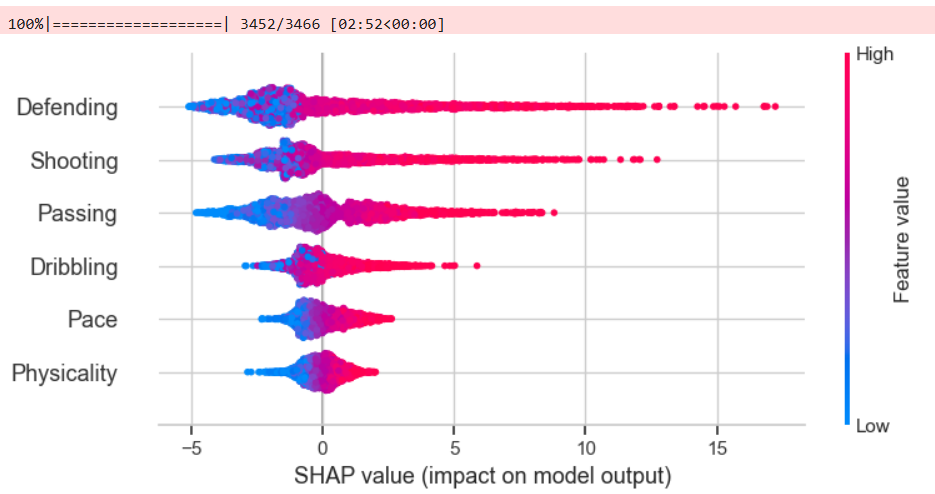 100%|===================| 3452/3466 [02:52<00:00]
High
Defending
Shooting
Passing
Dribbling
Pace
Physicality
Feature value
Low
−5 0 5 10 15
SHAP value (impact on model output)